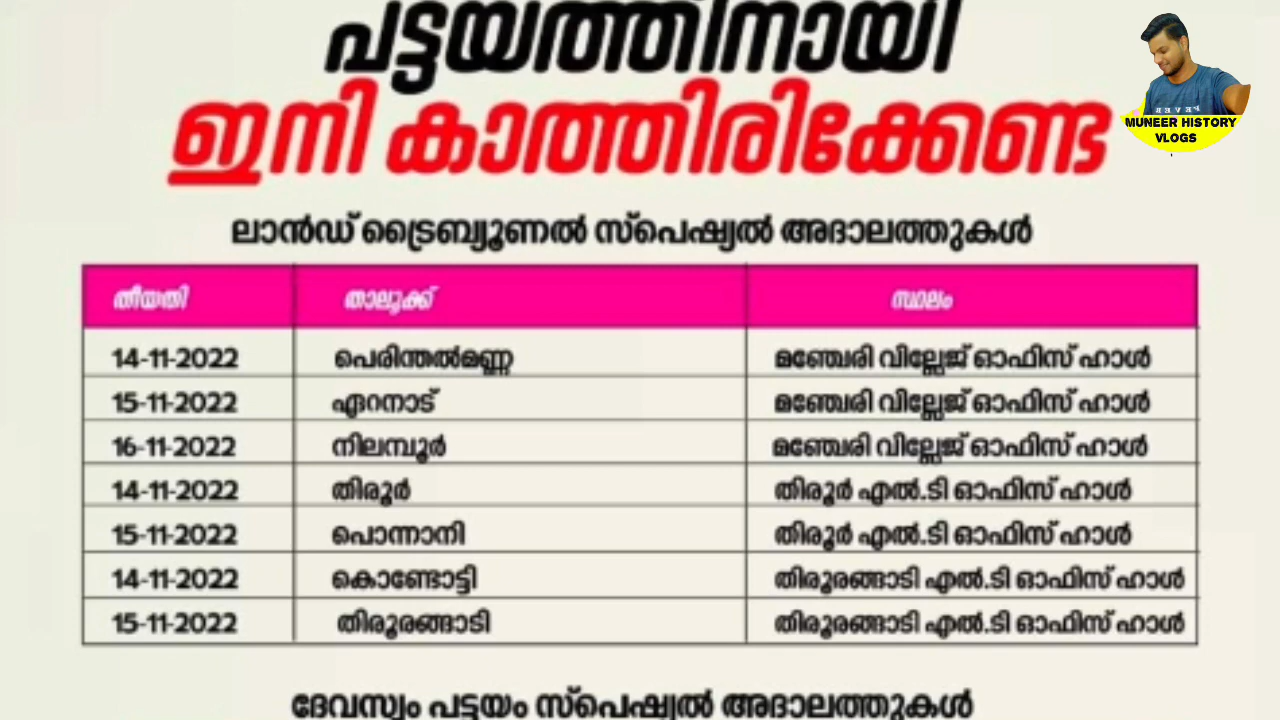 പട്ടയത്തിനായി
ഇനി കാത്തിരിക്കേണ്ട
MUNEER HISTORY
VLOGS
ലാൻഡ് ട്രൈബ്യൂണൽ സ്പെഷ്യൽ അദാലത്തുകൾ
തീയതി താലൂക്ക് സ്ഥലം
14-11-2022 പെരിന്തൽമണ്ണ മഞ്ചേരി വില്ലേജ് ഓഫിസ് ഹാൾ
15-11-2022 ഏറനാട് മഞ്ചേരി വില്ലേജ് ഓഫിസ് ഹാൾ
16-11-2022 നിലമ്പൂർ മഞ്ചേരി വില്ലേജ് ഓഫിസ് ഹാൾ
14-11-2022 തിരൂർ തിരൂർ എൽ.ടി ഓഫിസ് ഹാൾ
15-11-2022 പൊന്നാനി തിരൂർ എൽ.ടി ഓഫിസ് ഹാൾ
14-11-2022 കൊണ്ടോട്ടി തിരൂരങ്ങാടി എൽ.ടി ഓഫിസ് ഹാൾ
15-11-2022 തിരൂരങ്ങാടി തിരൂരങ്ങാടി എൽ.ടി ഓഫിസ് ഹാൾ
ദേവസ്വം പട്ടയം സ്പെഷ്യൽ അദാലത്തുകൾ